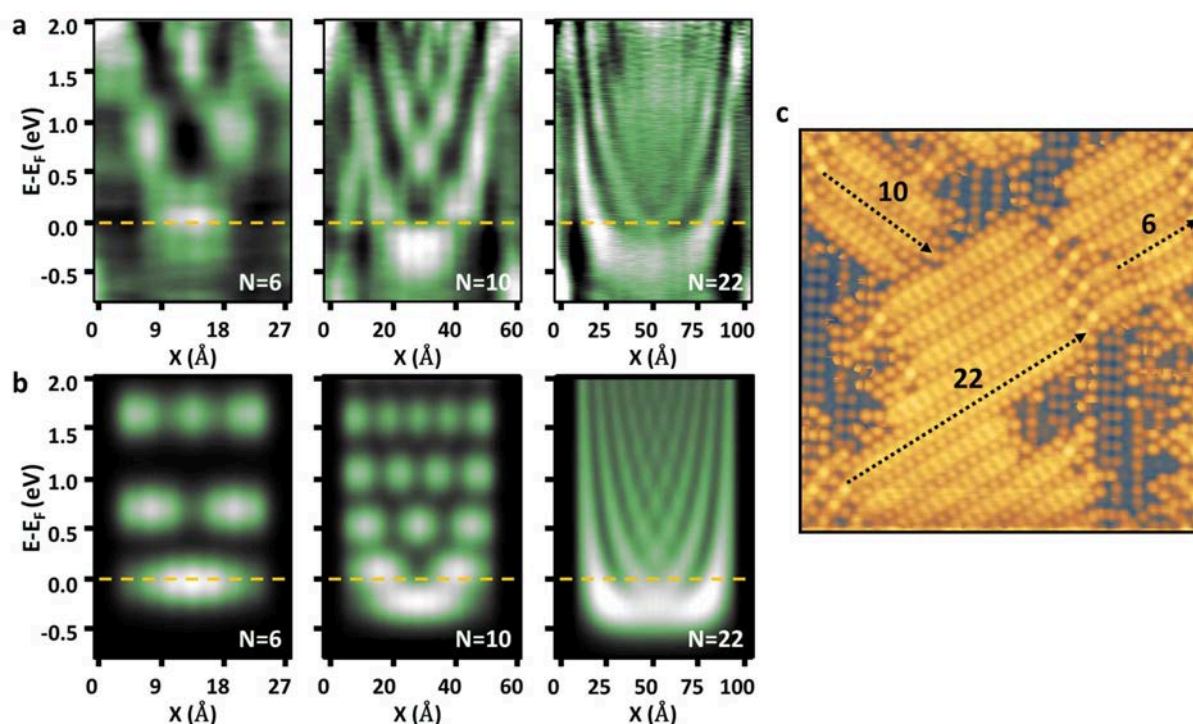 a
E-E_F (eV)
2.0
1.5
1.0
0.5
0.0
-0.5
N=6
N=10
N=22
0 9 18 27
0 20 40 60
0 25 50 75 100
X (Å)
X (Å)
X (Å)
b
E-E_F (eV)
2.0
1.5
1.0
0.5
0.0
-0.5
N=6
N=10
N=22
0 9 18 27
0 20 40 60
0 25 50 75 100
X (Å)
X (Å)
X (Å)
c
10
6
22